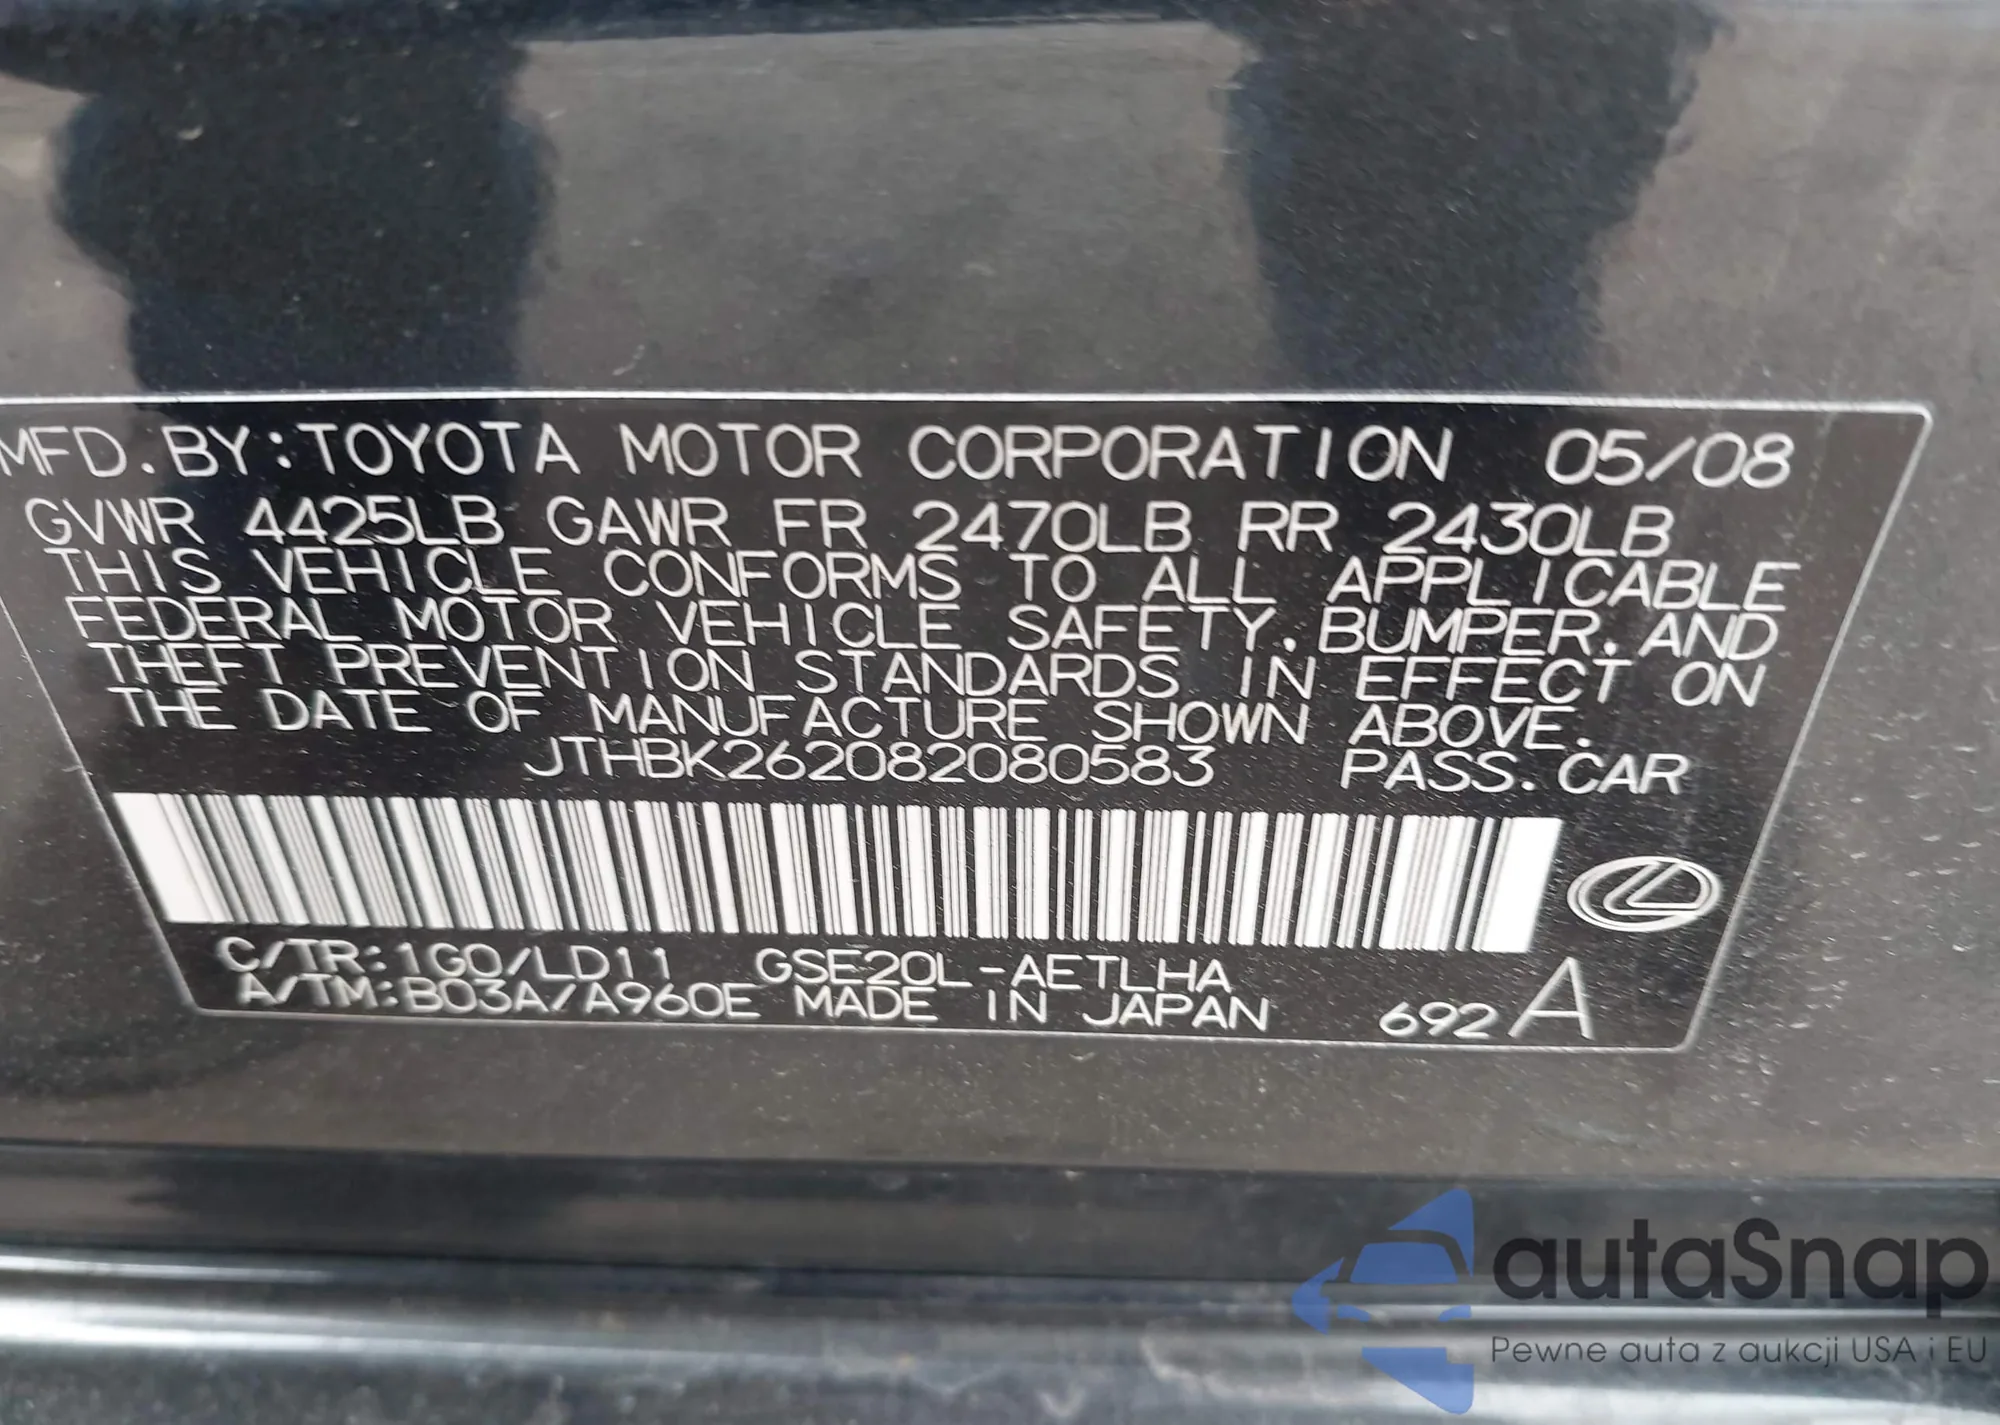 MFD. BY: TOYOTA MOTOR CORPORATION 05/08
GVWR 4425LB GAWR FR 2470LB RR 2430LB
THIS VEHICLE CONFORMS TO ALL APPLICABLE
FEDERAL MOTOR VEHICLE SAFETY, BUMPER, AND
THEFT PREVENTION STANDARDS IN EFFECT ON
THE DATE OF MANUFACTURE SHOWN ABOVE.
JTHBK262082080583 PASS. CAR
C/TR: 1G0/LD11 GSE20L-AETLHA
A/TM: B03A/A960E MADE IN JAPAN 692 A
autaSnap
Pewne auta z aukcji USA i EU